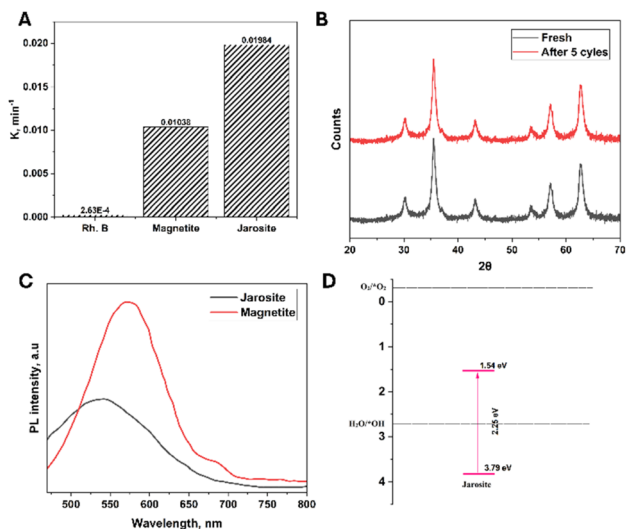 A
K, min⁻¹
0.020
0.015
0.010
0.005
0.000
2.63E-4
0.01038
0.01984
Rh. B
Magnetite
Jarosite
B
Fresh
After 5 cyles
Counts
20
30
40
50
60
70
2θ
C
Jarosite
Magnetite
PL intensity, a.u
500
550
600
650
700
750
800
Wavelength, nm
D
O₂/*O₂
0
1
1.54 eV
2
2.25 eV
H₂O/*OH
3
3.79 eV
4
Jarosite